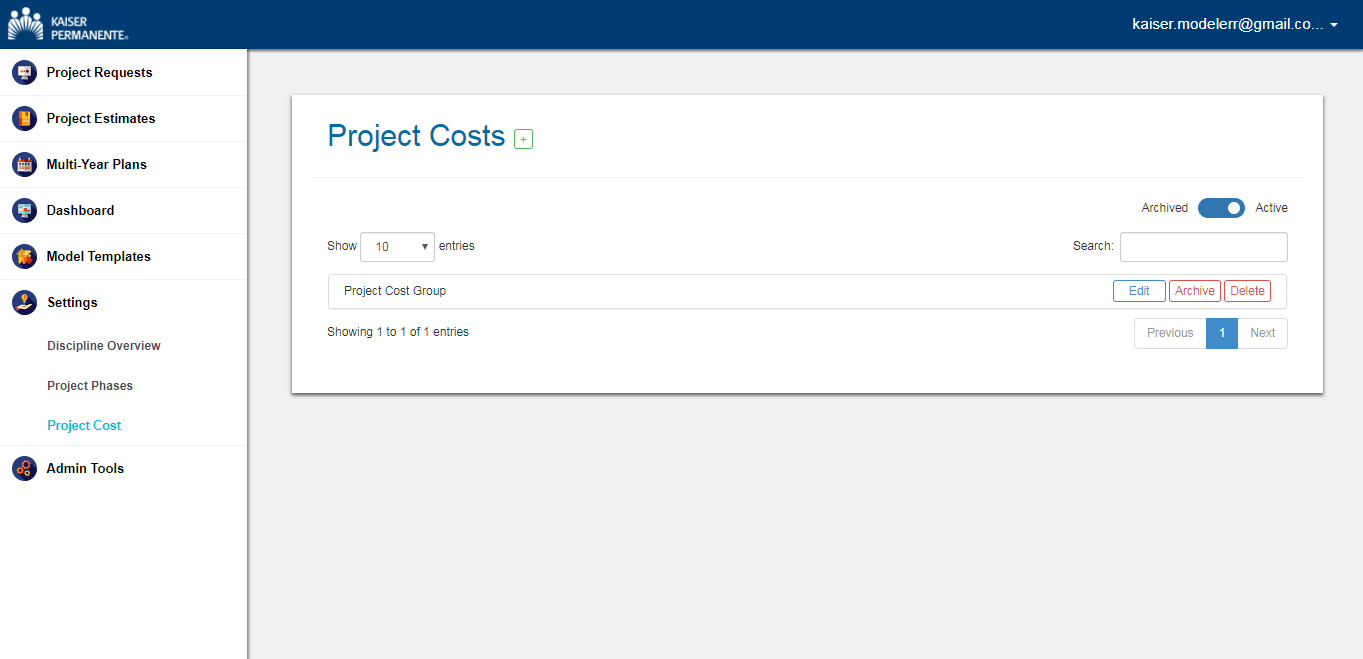 KAISER
PERMANENTE®
kaiser.modelerr@gmail.co...
Project Requests
Project Estimates
Multi-Year Plans
Dashboard
Model Templates
Settings
Discipline Overview
Project Phases
Project Cost
Admin Tools
Project Costs +
Archived Active
Show 10 entries Search:
Project Cost Group Edit Archive Delete
Showing 1 to 1 of 1 entries Previous 1 Next